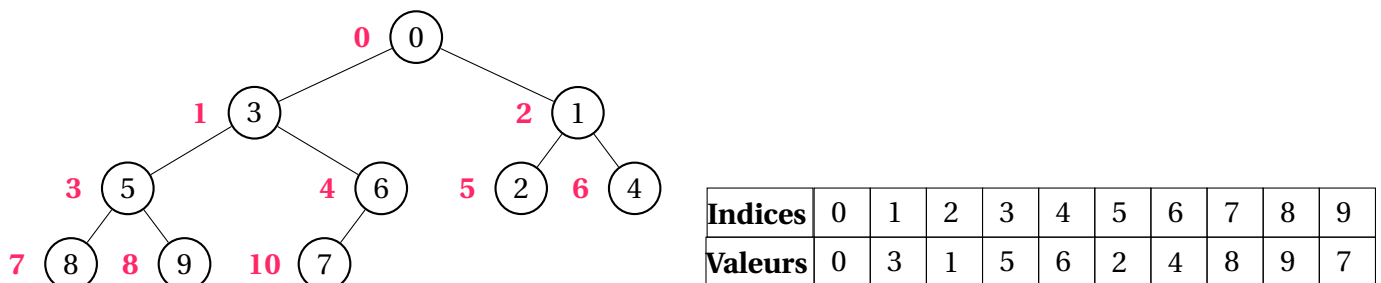 0 0
1 3 2 1
3 5 4 6 5 2 6 4
7 8 8 9 10 7
Indices 0 1 2 3 4 5 6 7 8 9
Valeurs 0 3 1 5 6 2 4 8 9 7